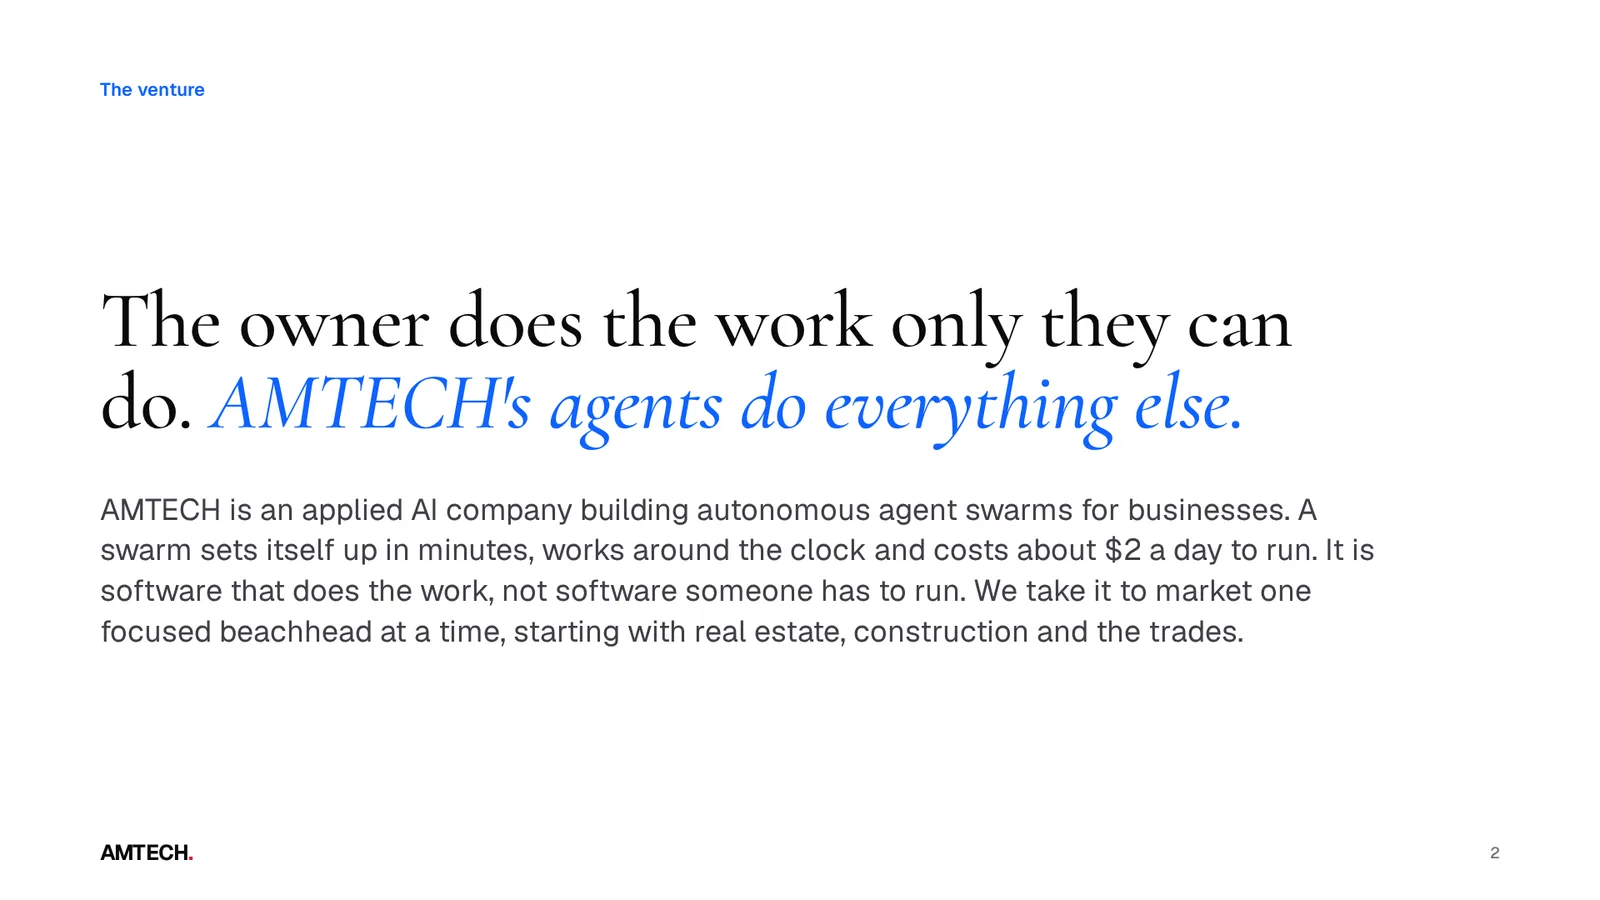 The venture
The owner does the work only they can
do. AMTECH's agents do everything else.
AMTECH is an applied AI company building autonomous agent swarms for businesses. A
swarm sets itself up in minutes, works around the clock and costs about $2 a day to run. It is
software that does the work, not software someone has to run. We take it to market one
focused beachhead at a time, starting with real estate, construction and the trades.
AMTECH.
2